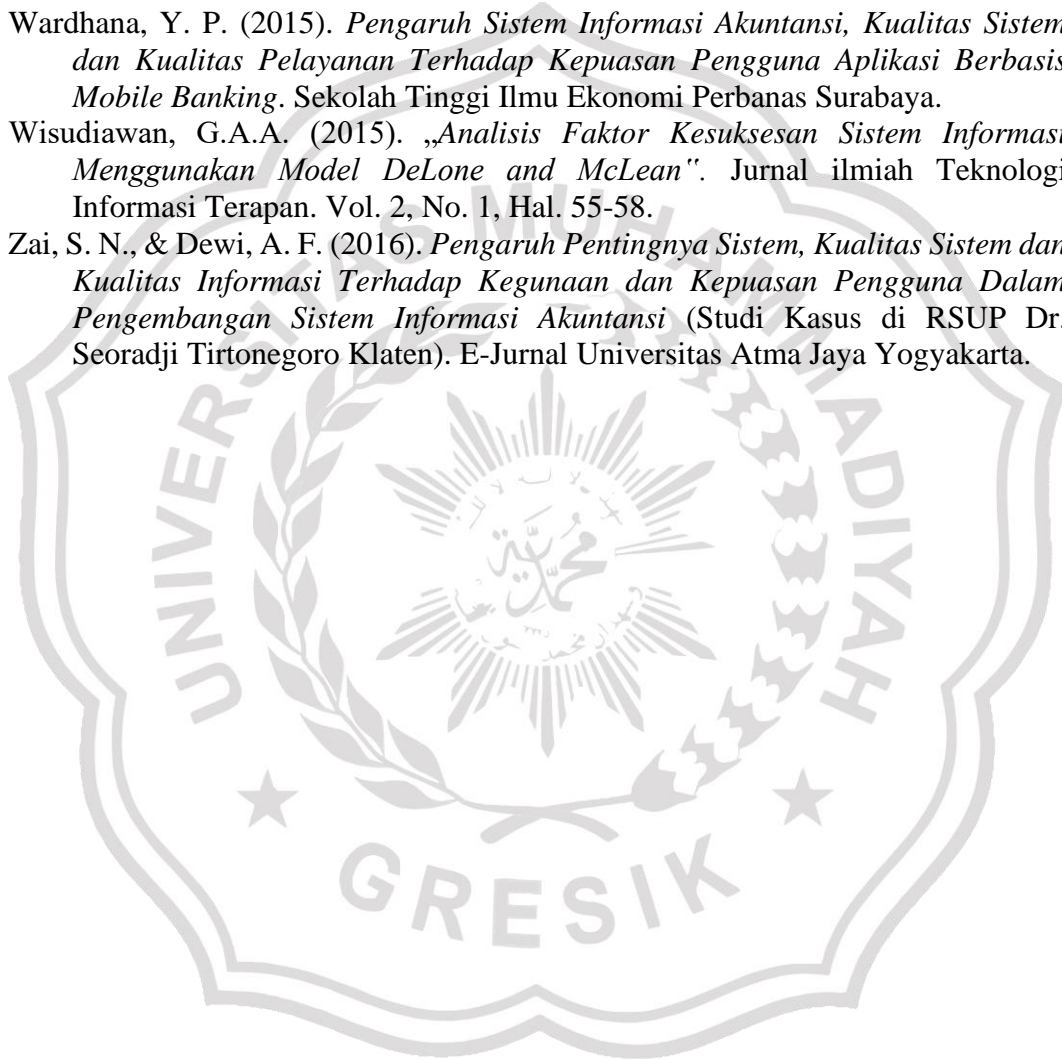 Wardhana, Y. P. (2015). Pengaruh Sistem Informasi Akuntansi, Kualitas Sistem
dan Kualitas Pelayanan Terhadap Kepuasan Pengguna Aplikasi Berbasis
Mobile Banking. Sekolah Tinggi Ilmu Ekonomi Perbanas Surabaya.
Wisudiawan, G.A.A. (2015). „Analisis Faktor Kesuksesan Sistem Informasi
Menggunakan Model DeLone and McLean‟. Jurnal ilmiah Teknologi
Informasi Terapan. Vol. 2, No. 1, Hal. 55-58.
Zai, S. N., & Dewi, A. F. (2016). Pengaruh Pentingnya Sistem, Kualitas Sistem dan
Kualitas Informasi Terhadap Kegunaan dan Kepuasan Pengguna Dalam
Pengembangan Sistem Informasi Akuntansi (Studi Kasus di RSUP Dr.
Seoradji Tirtonegoro Klaten). E-Jurnal Universitas Atma Jaya Yogyakarta.
UNIVERSITAS MUHAMMADIYAH
محمد
GRESIK